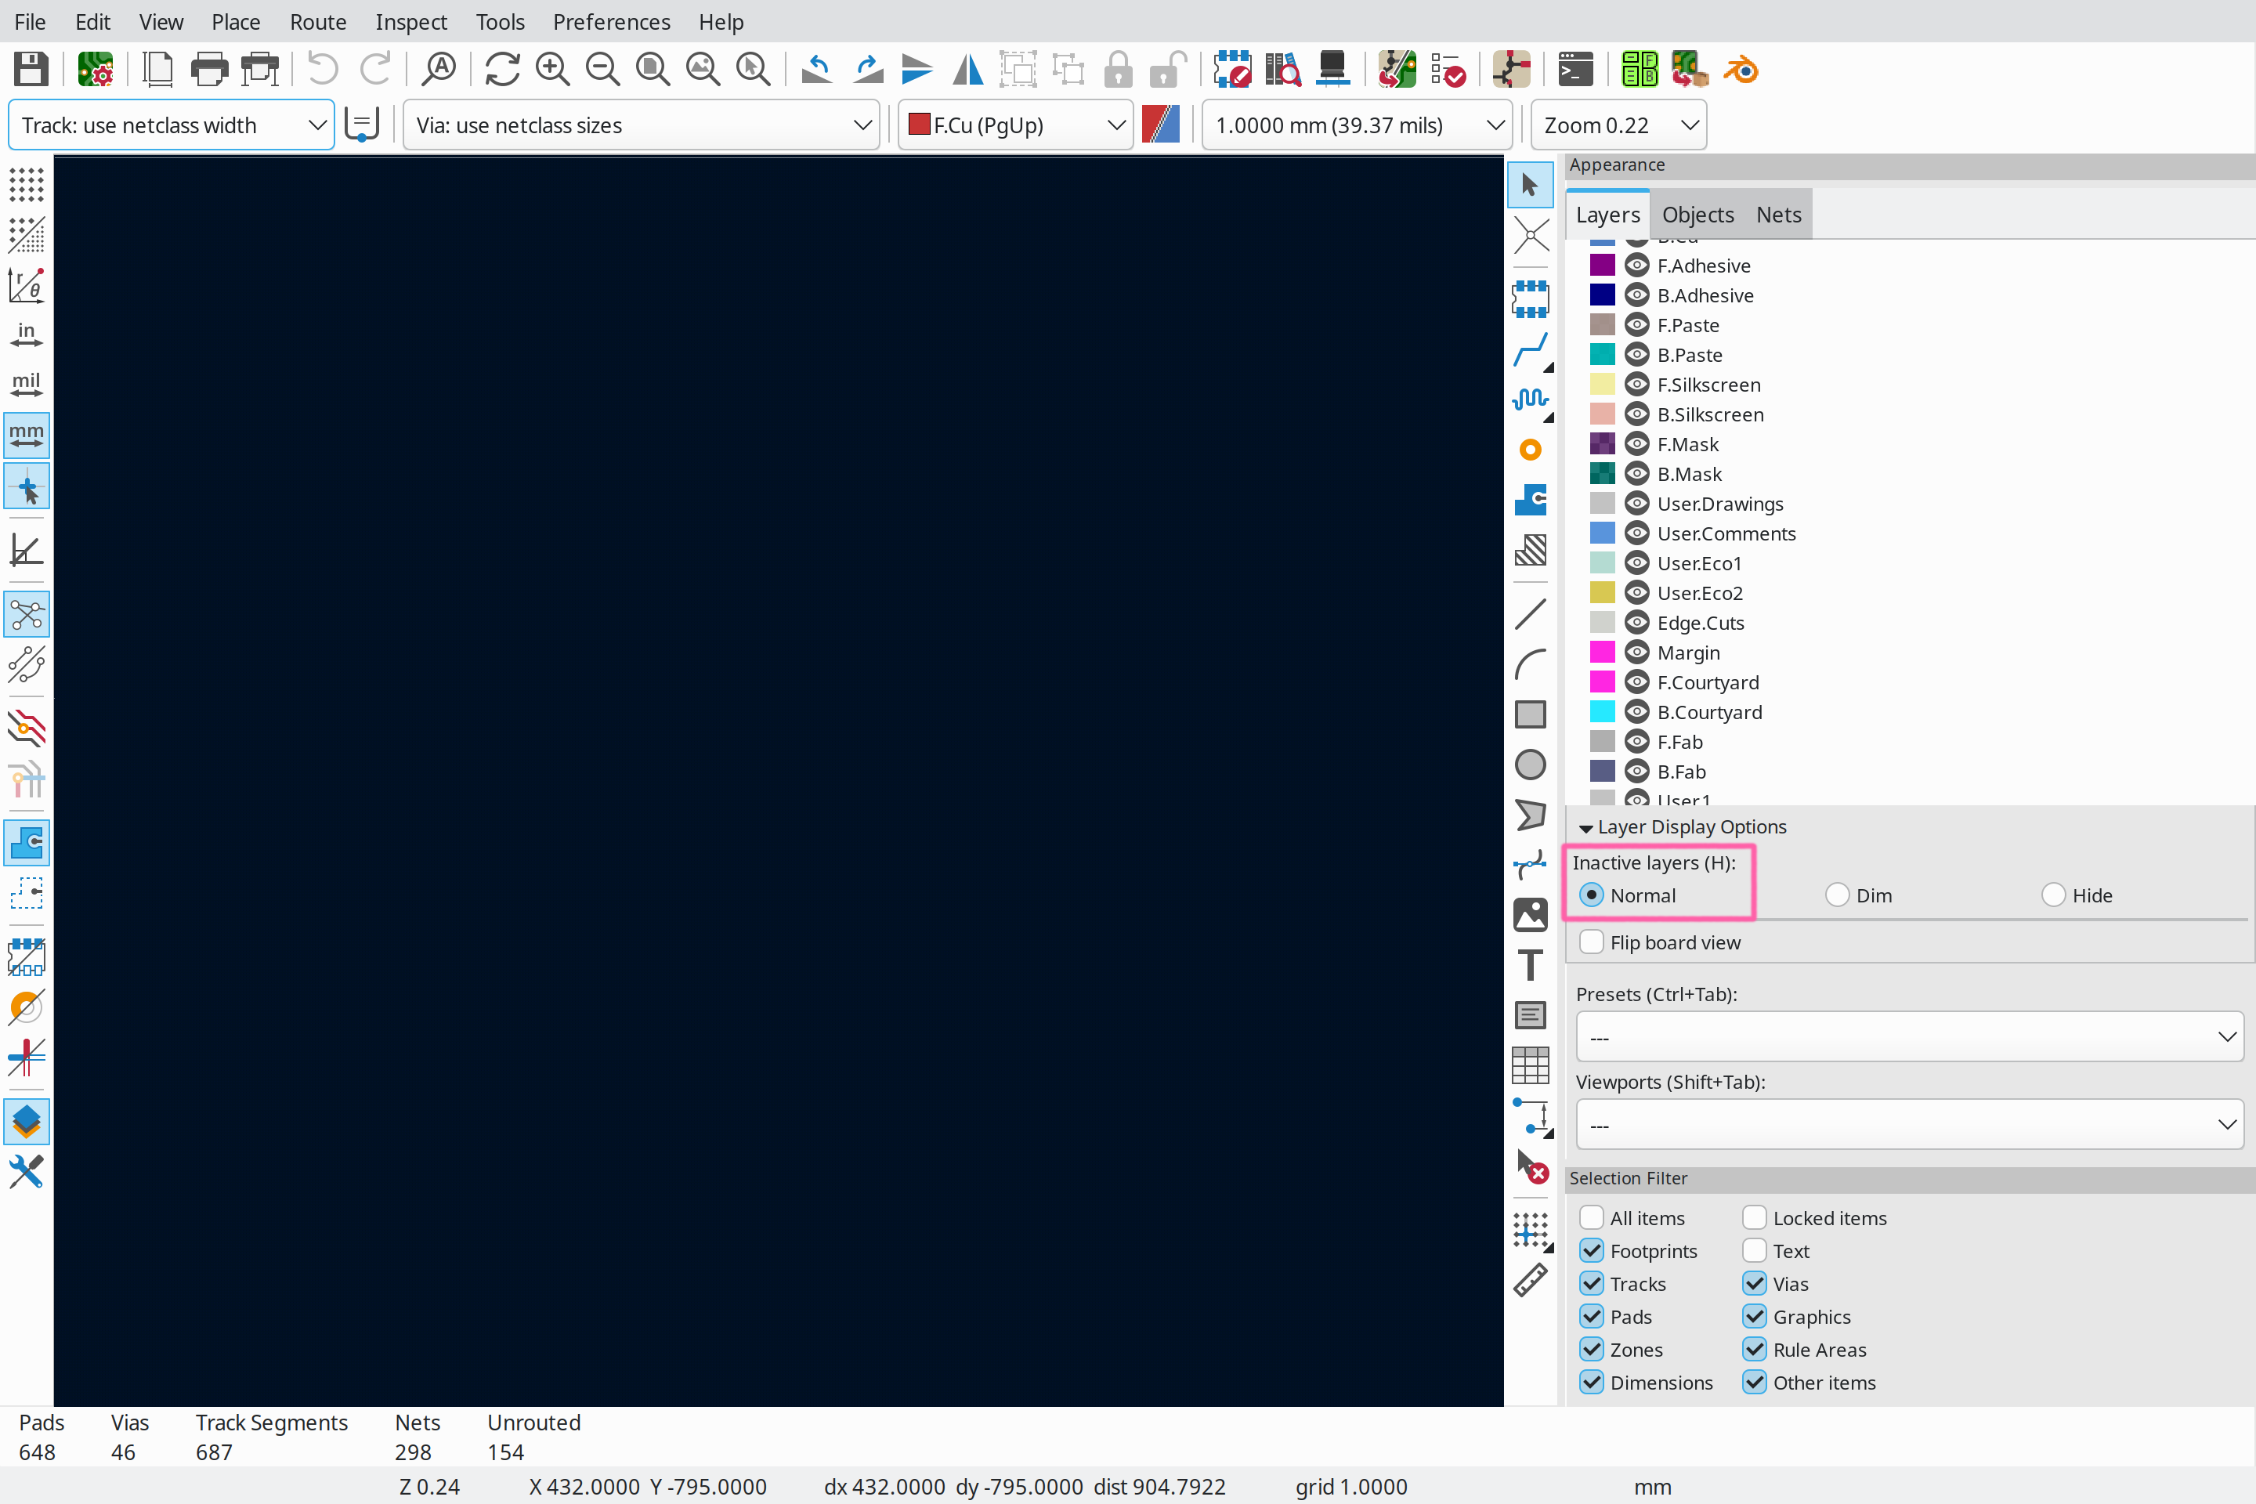 File Edit View Place Route Inspect Tools Preferences Help
Track: use netclass width Via: use netclass sizes F.Cu (PgUp) 1.0000 mm (39.37 mils) Zoom 0.22
Appearance
Layers Objects Nets
B.Cu
F.Adhesive
B.Adhesive
F.Paste
B.Paste
F.Silkscreen
B.Silkscreen
F.Mask
B.Mask
User.Drawings
User.Comments
User.Eco1
User.Eco2
Edge.Cuts
Margin
F.Courtyard
B.Courtyard
F.Fab
B.Fab
User.1
r θ
in
mil
mm
T
Layer Display Options
Inactive layers (H):
Normal Dim Hide
Flip board view
Presets (Ctrl+Tab):
---
Viewports (Shift+Tab):
---
Selection Filter
All items Locked items
Footprints Text
Tracks Vias
Pads Graphics
Zones Rule Areas
Dimensions Other items
Pads Vias Track Segments Nets Unrouted
648 46 687 298 154
Z 0.24 X 432.0000 Y -795.0000 dx 432.0000 dy -795.0000 dist 904.7922 grid 1.0000 mm